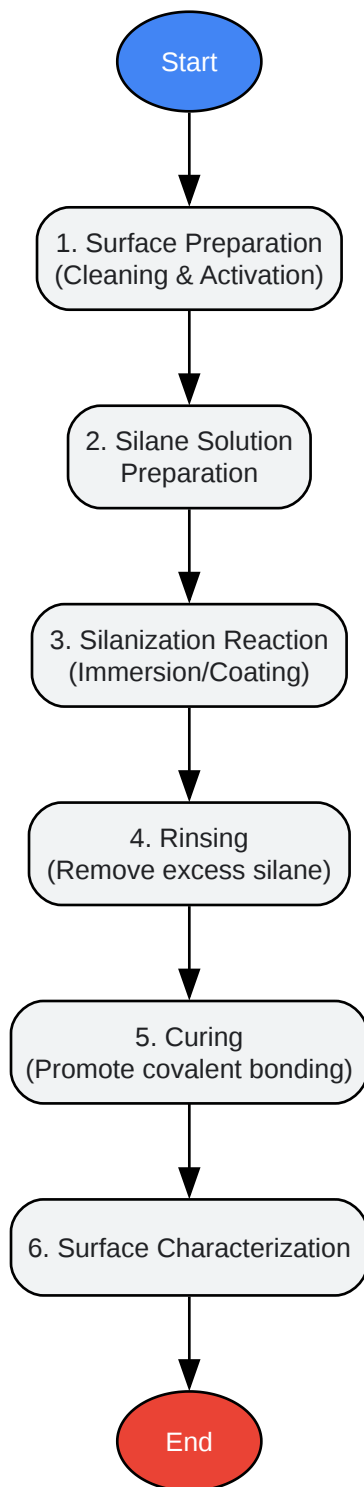 Start
1. Surface Preparation
(Cleaning & Activation)
2. Silane Solution
Preparation
3. Silanization Reaction
(Immersion/Coating)
4. Rinsing
(Remove excess silane)
5. Curing
(Promote covalent bonding)
6. Surface Characterization
End